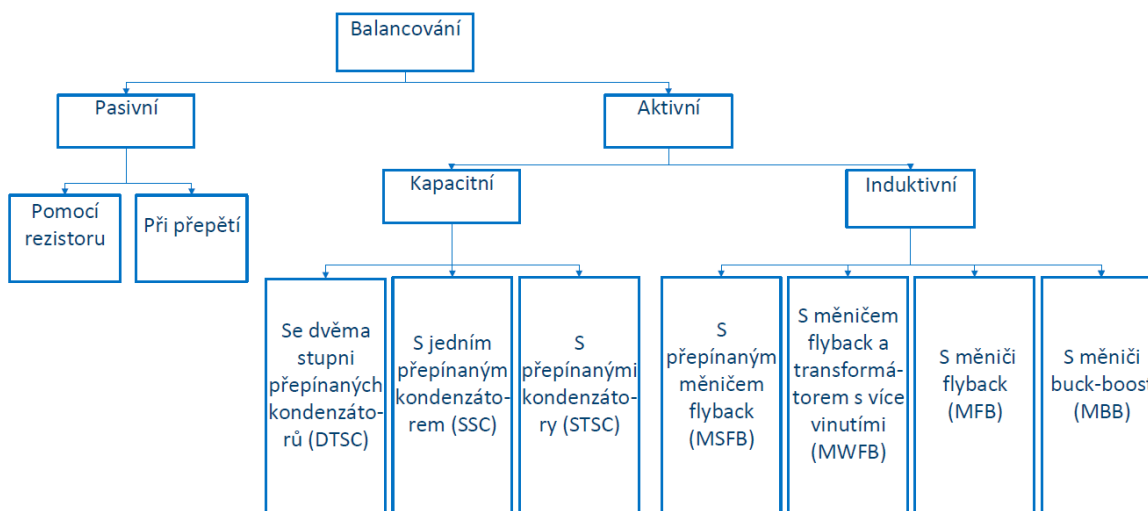 Balancování
Pasivní
Aktivní
Kapacitní
Induktivní
Pomocí
rezistoru
Při přepětí
Se dvěma
stupni
přepínaných
kondenzáto-
rů (DTSC)
S jedním
přepínaným
kondenzáto-
rem (SSC)
S
přepínanými
kondenzáto-
ry (STSC)
S
přepínaným
měničem
flyback
(MSFB)
S měničem
flyback a
transformá-
torem s více
vinutími
(MWFB)
S měniči
flyback
(MFB)
S měniči
buck-boost
(MBB)